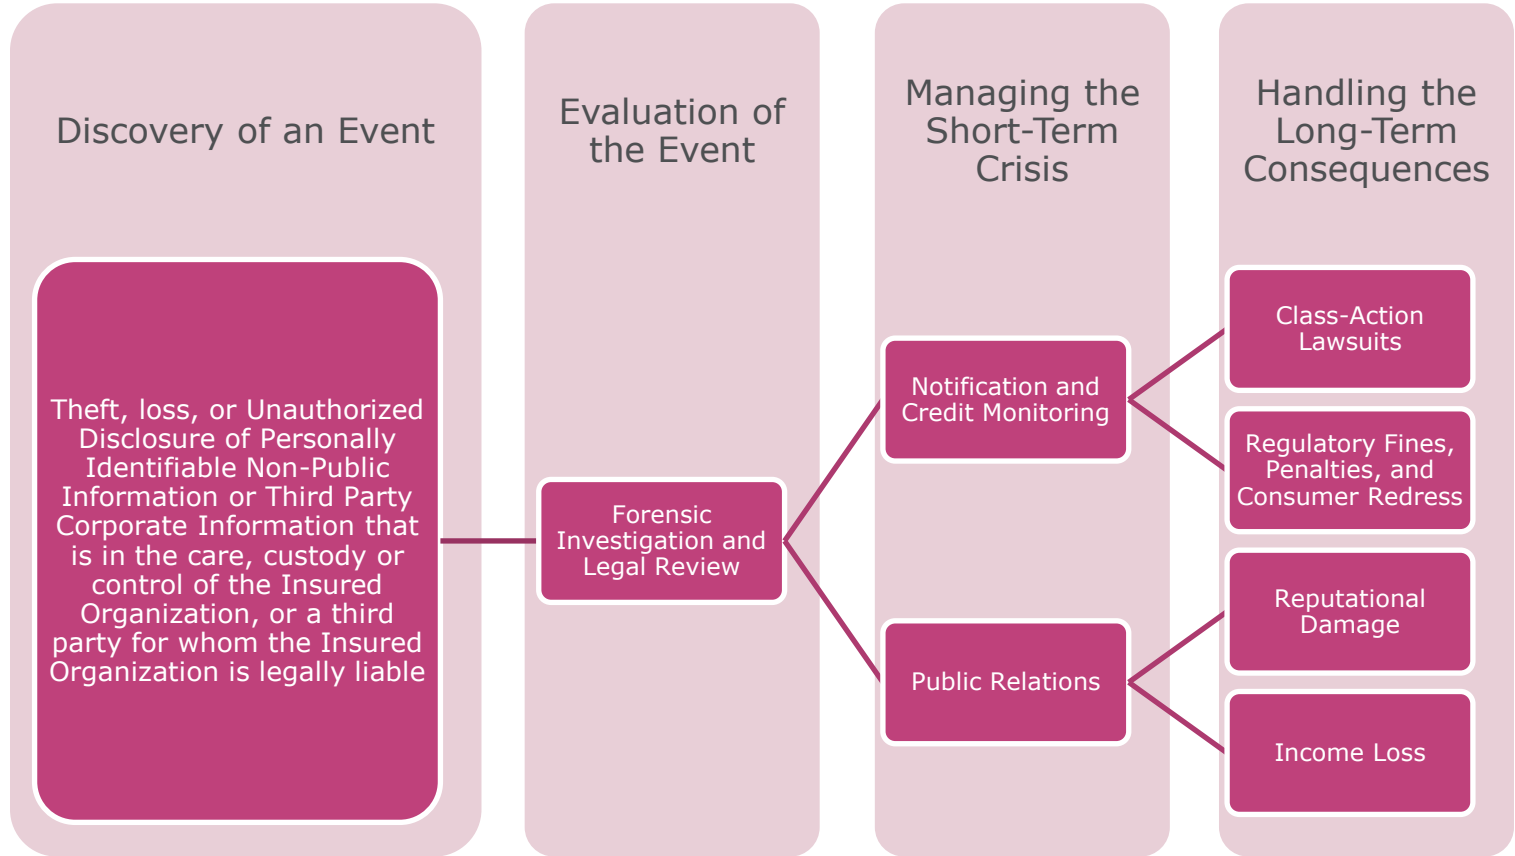 Discovery of an Event
Evaluation of
the Event
Managing the
Short-Term
Crisis
Handling the
Long-Term
Consequences
Theft, loss, or Unauthorized
Disclosure of Personally
Identifiable Non-Public
Information or Third Party
Corporate Information that
is in the care, custody or
control of the Insured
Organization, or a third
party for whom the Insured
Organization is legally liable
Forensic
Investigation and
Legal Review
Notification and
Credit Monitoring
Public Relations
Class-Action
Lawsuits
Regulatory Fines,
Penalties, and
Consumer Redress
Reputational
Damage
Income Loss